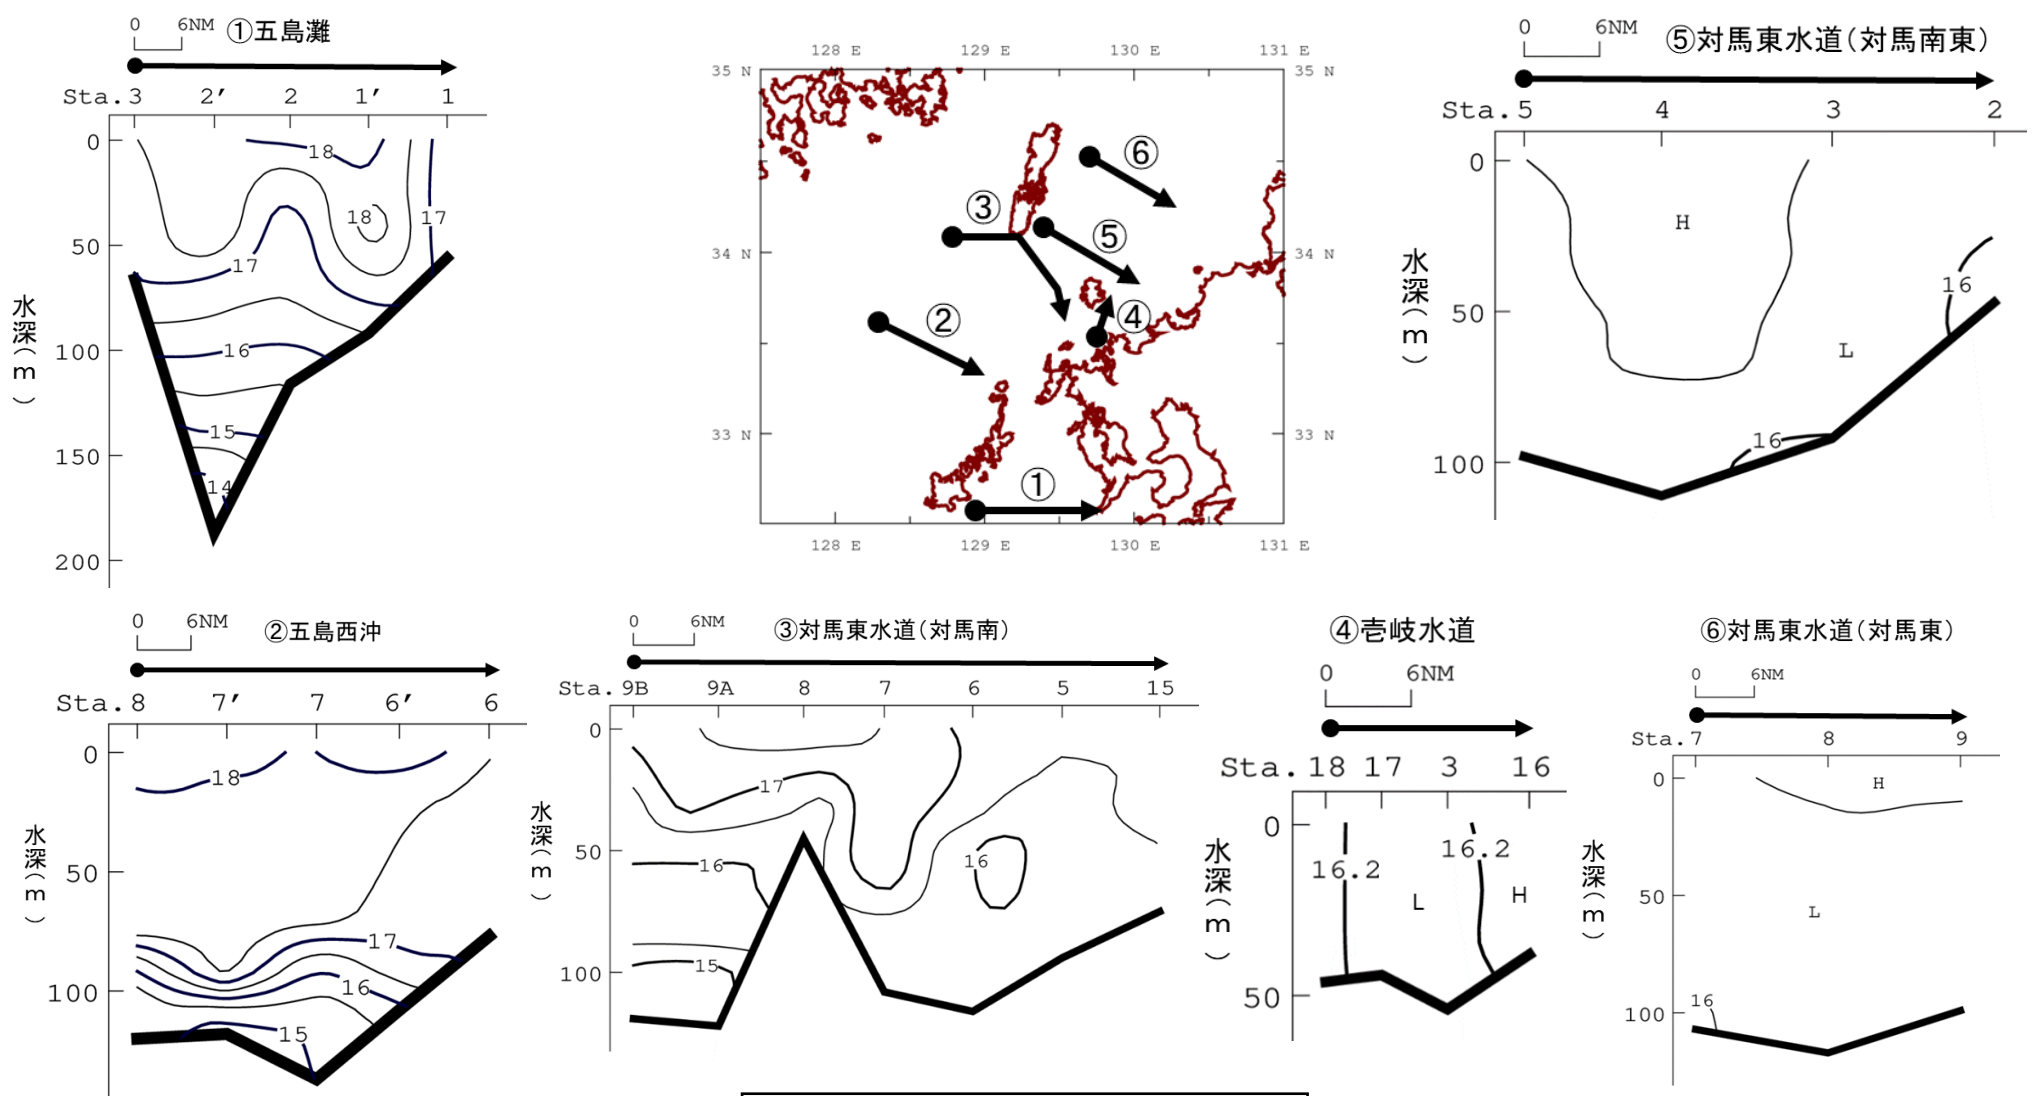 0 6NM ①五島灘
Sta.3 2′ 2 1′ 1
0
50
100
150
200
水深(m)
18
18
17
17
16
15
14
128 E 129 E 130 E 131 E
35 N 35 N
34 N 34 N
33 N 33 N
128 E 129 E 130 E 131 E
①
②
③
④
⑤
⑥
0 6NM ⑤対馬東水道(対馬南東)
Sta.5 4 3 2
0
50
100
水深(m)
H
L
16
16
0 6NM ②五島西沖
Sta.8 7′ 7 6′ 6
0
50
100
水深(m)
18
17
16
15
0 6NM ③対馬東水道(対馬南)
Sta.9B 9A 8 7 6 5 15
0
50
100
水深(m)
17
16
16
15
④壱岐水道
0 6NM
Sta.18 17 3 16
0
50
水深(m)
16.2
16.2
L
H
⑥対馬東水道(対馬東)
0 6NM
Sta.7 8 9
0
50
100
水深(m)
H
L
16